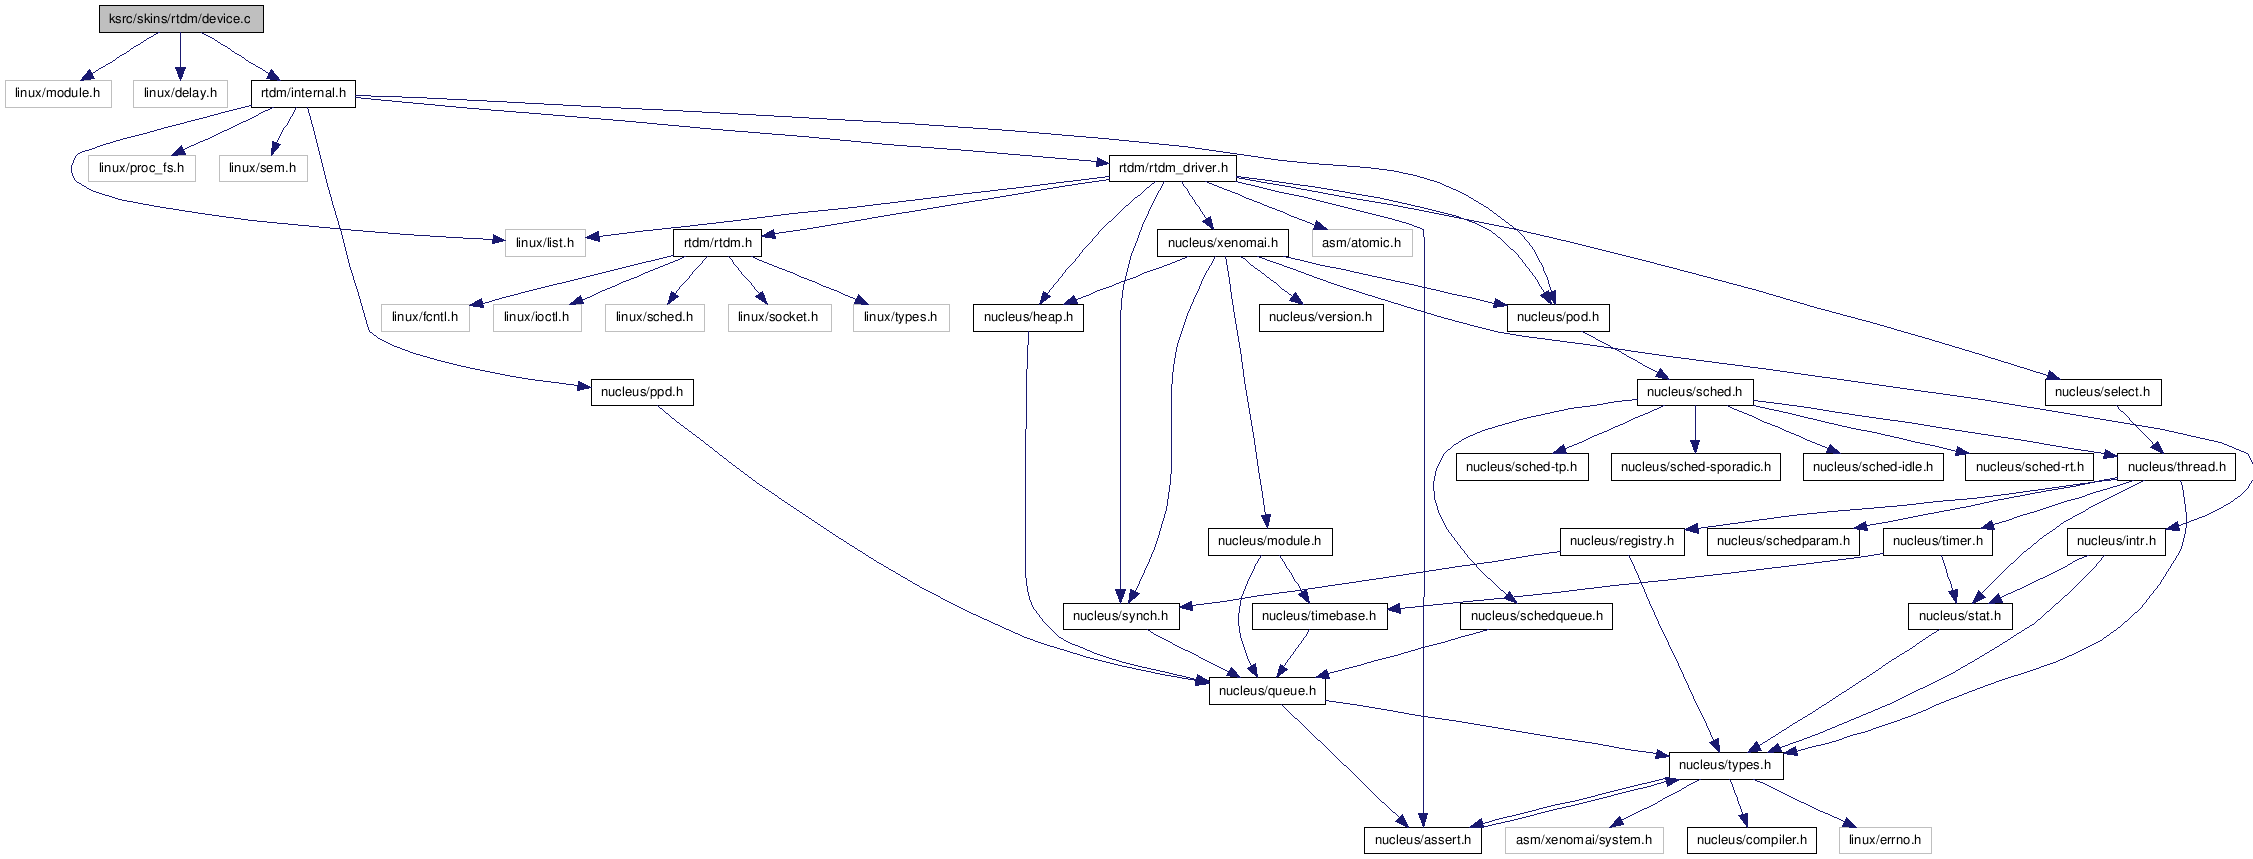 ksrc/skins/rtdm/device.c
linux/module.h
linux/delay.h
rtdm/internal.h
linux/proc_fs.h
linux/sem.h
rtdm/rtdm_driver.h
linux/list.h
rtdm/rtdm.h
nucleus/xenomai.h
asm/atomic.h
linux/fcntl.h
linux/ioctl.h
linux/sched.h
linux/socket.h
linux/types.h
nucleus/heap.h
nucleus/version.h
nucleus/pod.h
nucleus/ppd.h
nucleus/sched.h
nucleus/select.h
nucleus/sched-tp.h
nucleus/sched-sporadic.h
nucleus/sched-idle.h
nucleus/sched-rt.h
nucleus/thread.h
nucleus/module.h
nucleus/registry.h
nucleus/schedparam.h
nucleus/timer.h
nucleus/intr.h
nucleus/synch.h
nucleus/timebase.h
nucleus/schedqueue.h
nucleus/stat.h
nucleus/queue.h
nucleus/types.h
nucleus/assert.h
asm/xenomai/system.h
nucleus/compiler.h
linux/errno.h